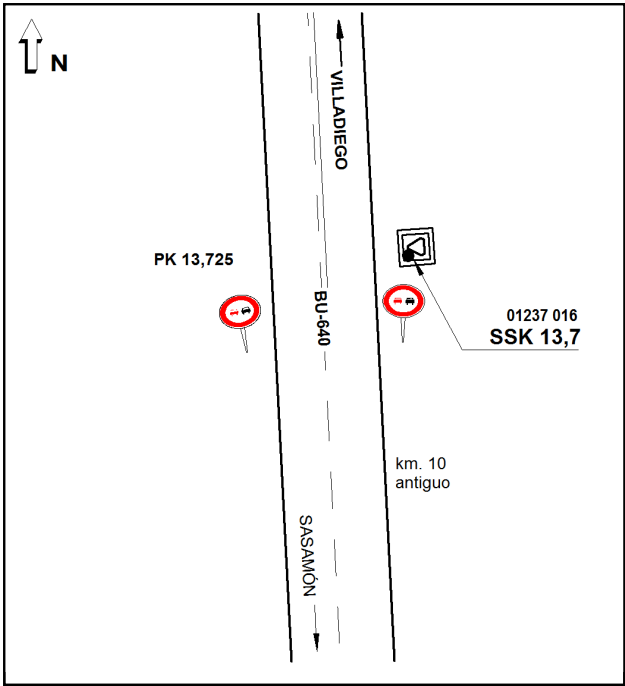 N
VILLADIEGO
PK 13,725
BU-640
01237 016
SSK 13,7
km. 10
antiguo
SASAMÓN